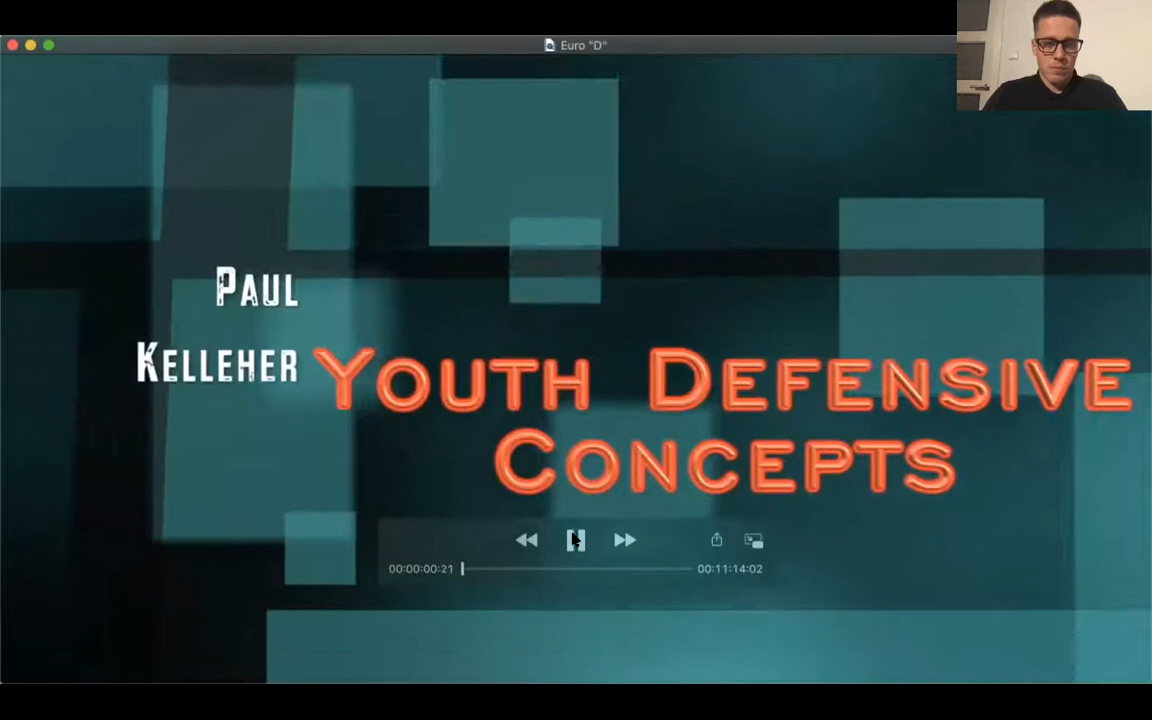 Euro "D"
PAUL
KELLEHER
YOUTH DEFENSIVE
CONCEPTS
00:00:00:21
00:11:14:02